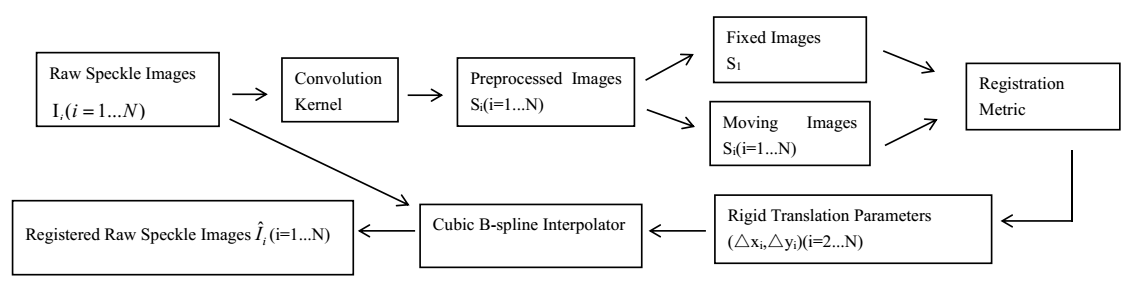 Raw Speckle Images
I_i(i = 1...N)
Convolution
Kernel
Preprocessed Images
S_i(i=1...N)
Fixed Images
S_1
Moving Images
S_i(i=1...N)
Registration
Metric
Rigid Translation Parameters
(△x_i,△y_i)(i=2...N)
Cubic B-spline Interpolator
Registered Raw Speckle Images Î_i(i=1...N)